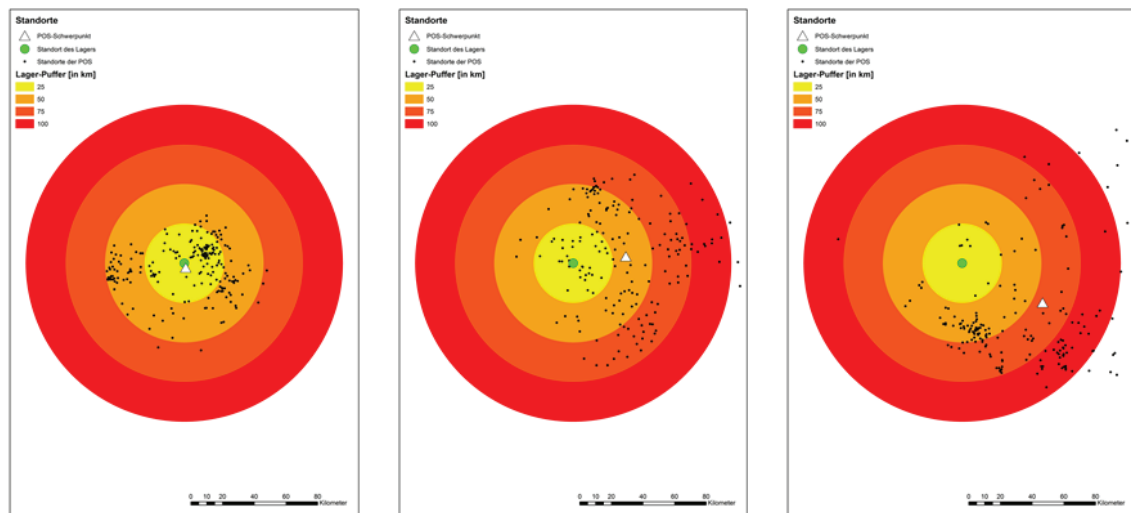 Standorte
POS-Schwerpunkt
Standort des Lagers
Standorte der POS
Lager-Puffer [in km]
25
50
75
100
0 10 20 40 60 80
Kilometer
Standorte
POS-Schwerpunkt
Standort des Lagers
Standorte der POS
Lager-Puffer [in km]
25
50
75
100
0 10 20 40 60 80
Kilometer
Standorte
POS-Schwerpunkt
Standort des Lagers
Standorte der POS
Lager-Puffer [in km]
25
50
75
100
0 10 20 40 60 80
Kilometer